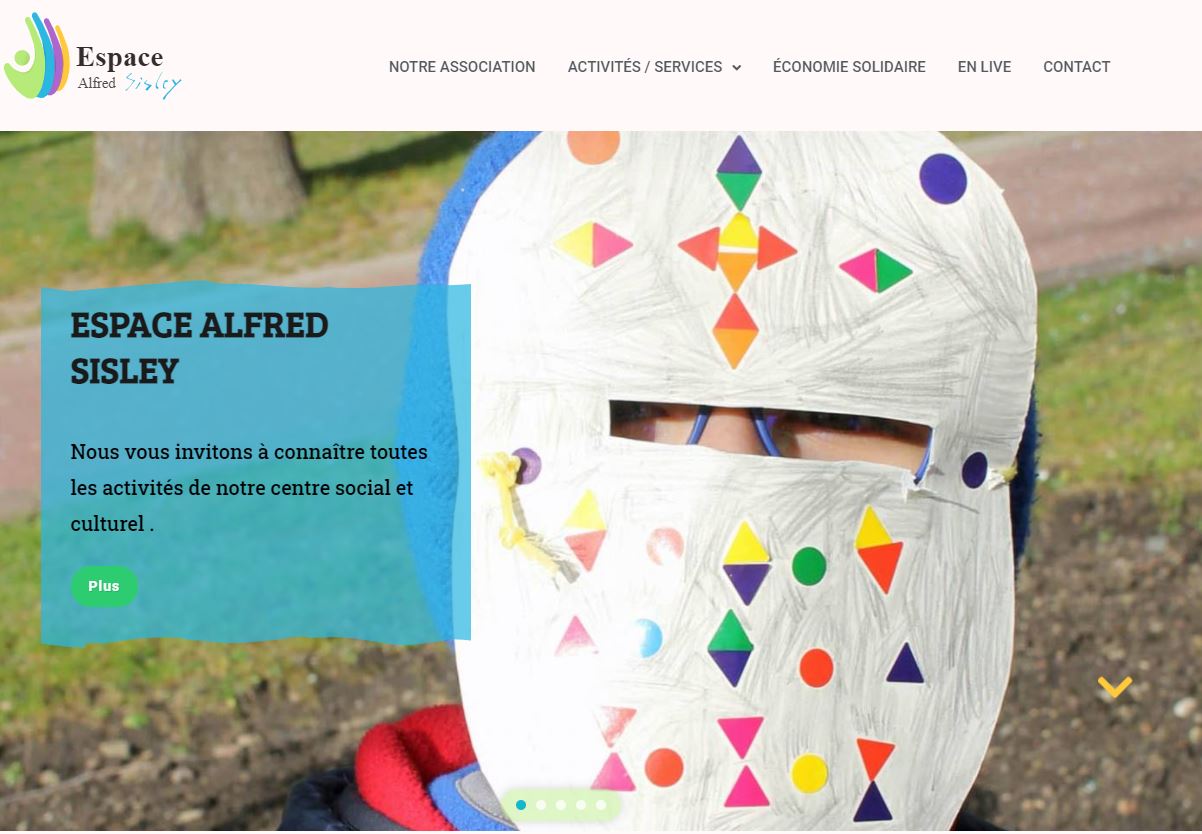 Espace
Alfred Sisley
NOTRE ASSOCIATION
ACTIVITÉS / SERVICES
ÉCONOMIE SOLIDAIRE
EN LIVE
CONTACT
ESPACE ALFRED
SISLEY
Nous vous invitons à connaître toutes
les activités de notre centre social et
culturel .
Plus